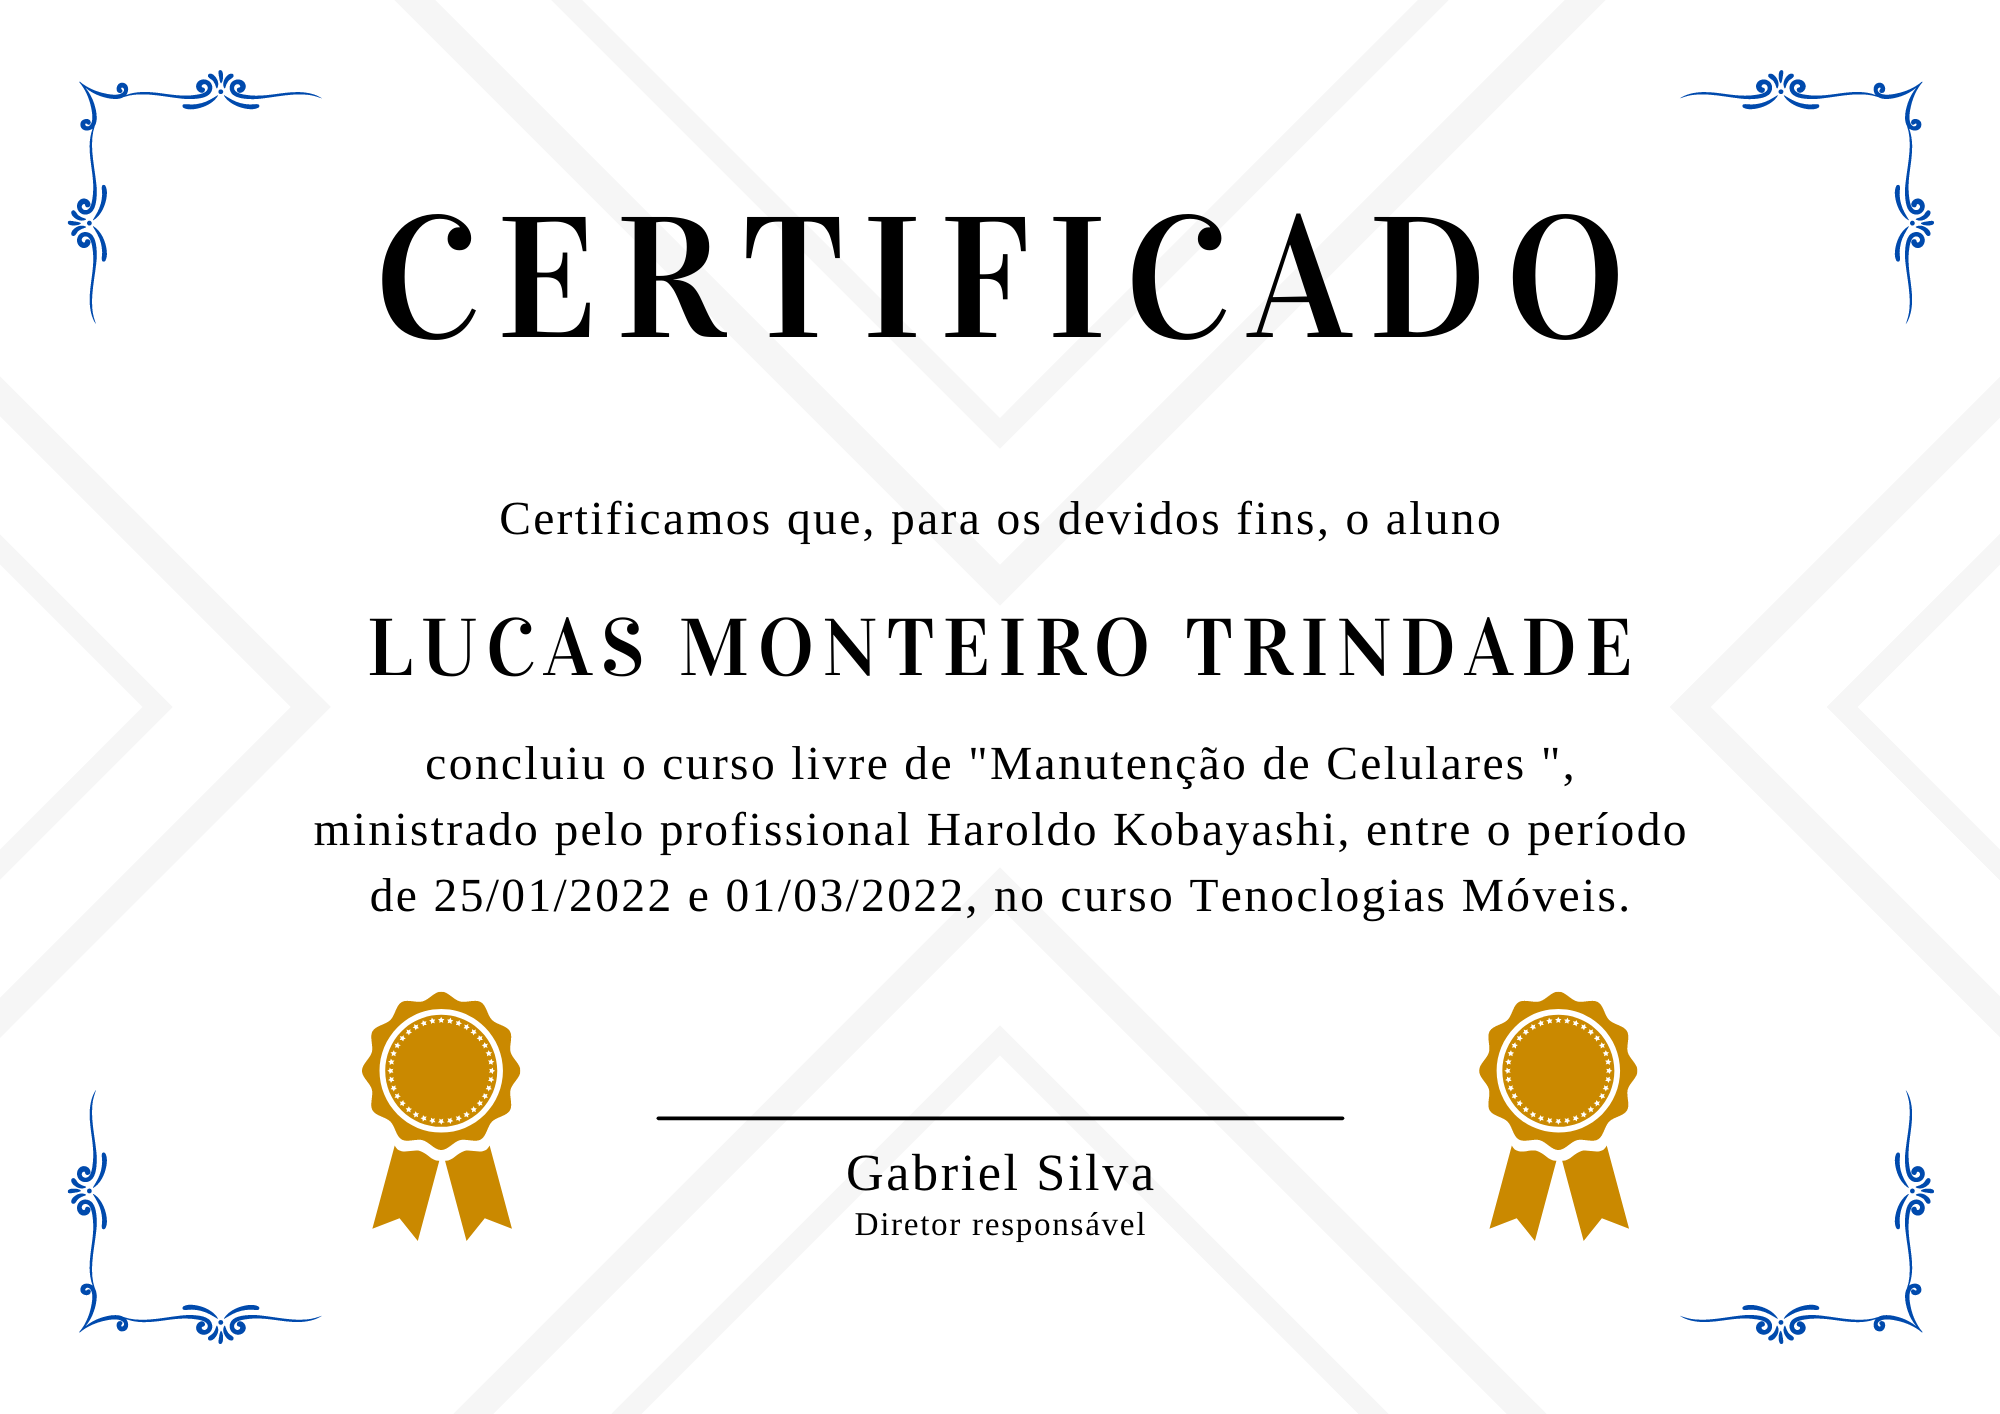 CERTIFICADO
Certificamos que, para os devidos fins, o aluno
LUCAS MONTEIRO TRINDADE
concluiu o curso livre de "Manutenção de Celulares ",
ministrado pelo profissional Haroldo Kobayashi, entre o período
de 25/01/2022 e 01/03/2022, no curso Tenoclogias Móveis.
Gabriel Silva
Diretor responsável